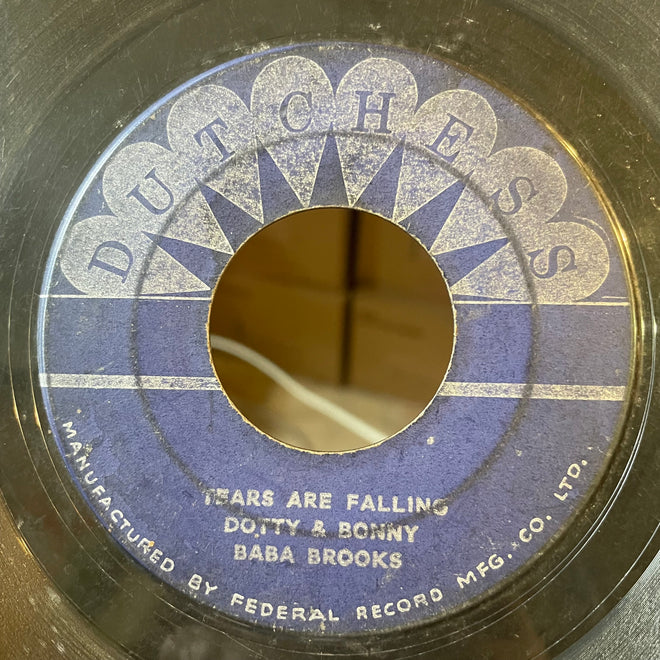 DUTCHESS
TEARS ARE FALLING
DOTTY & BONNY
BABA BROOKS
MANUFACTURED BY FEDERAL RECORD MFG. CO. LTD.